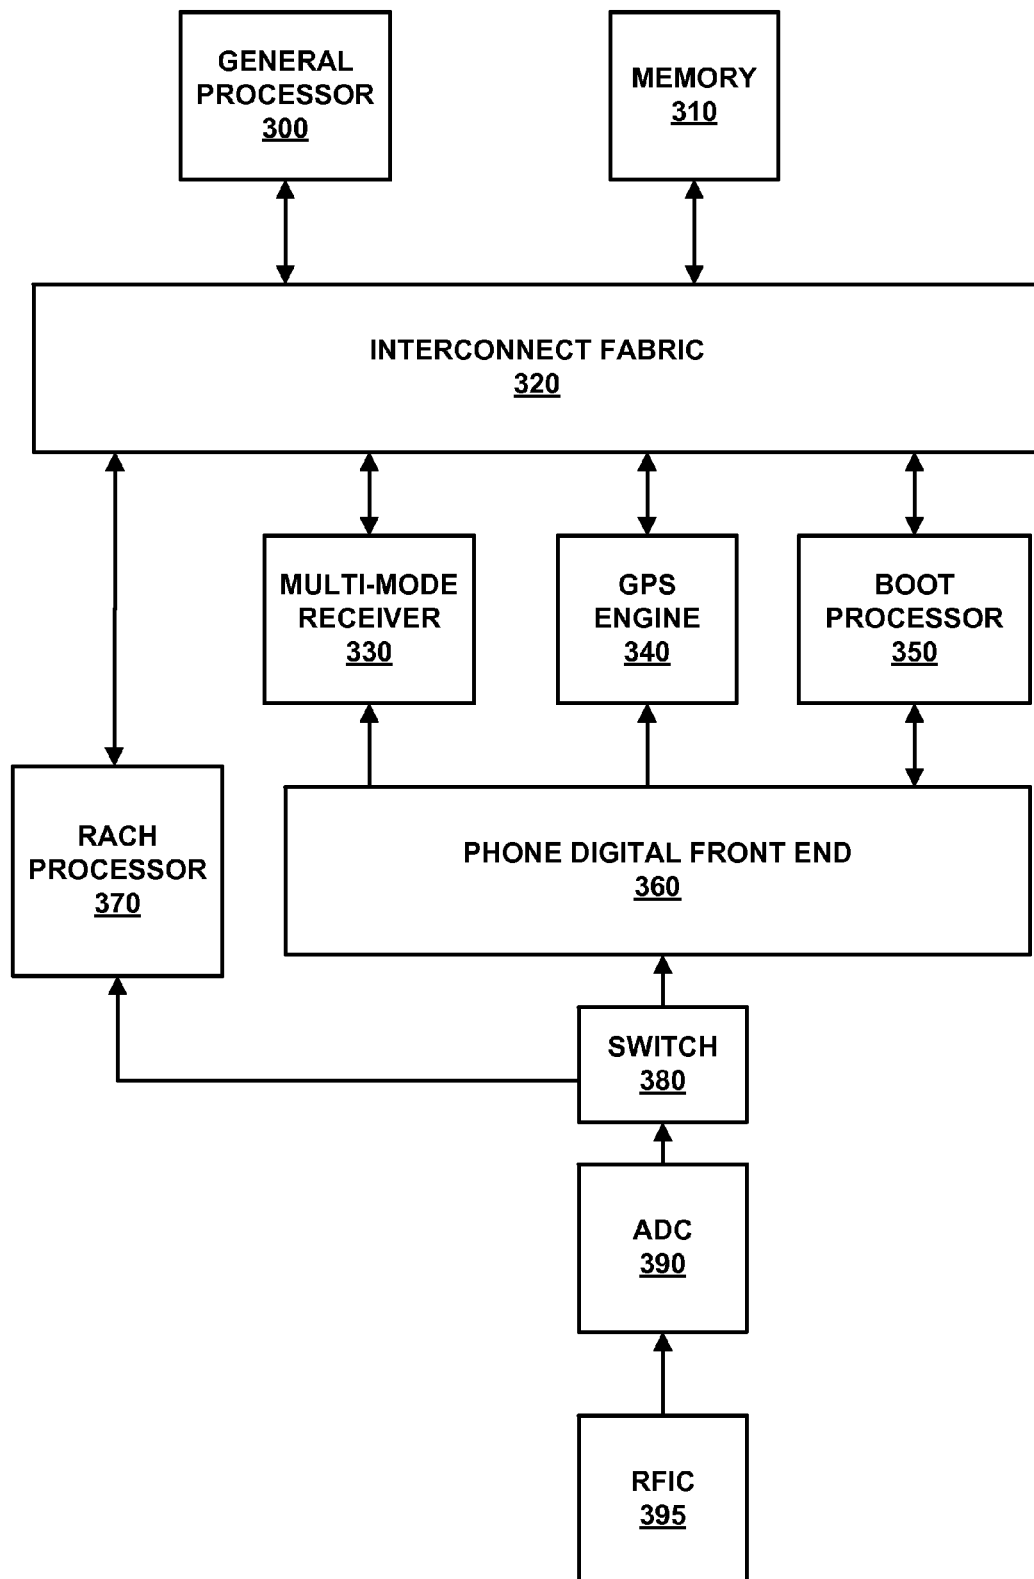 GENERAL
PROCESSOR
300
MEMORY
310
INTERCONNECT FABRIC
320
MULTI-MODE
RECEIVER
330
GPS
ENGINE
340
BOOT
PROCESSOR
350
RACH
PROCESSOR
370
PHONE DIGITAL FRONT END
360
SWITCH
380
ADC
390
RFIC
395